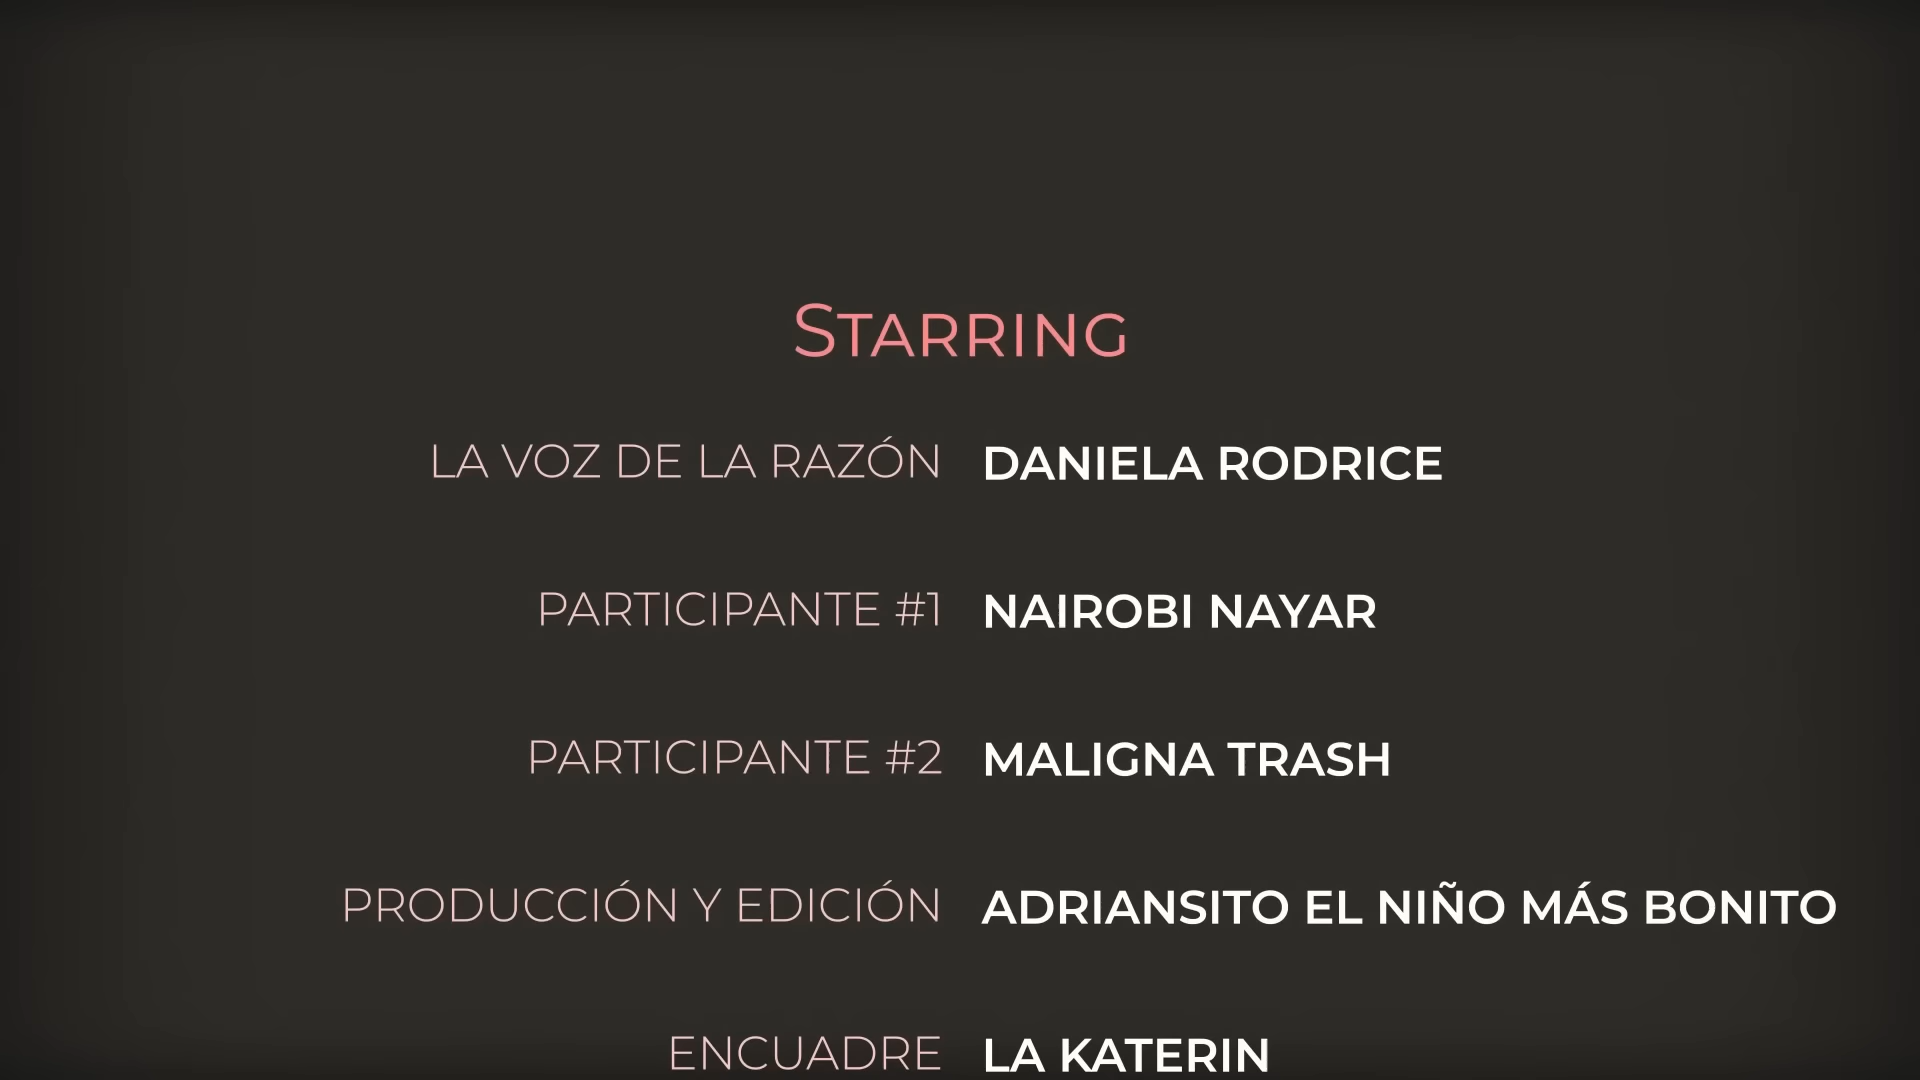 Starring
LA VOZ DE LA RAZÓN DANIELA RODRICE
PARTICIPANTE #1 NAIROBI NAYAR
PARTICIPANTE #2 MALIGNA TRASH
PRODUCCIÓN Y EDICIÓN ADRIANSITO EL NIÑO MÁS BONITO
ENCUADRE LA KATERIN